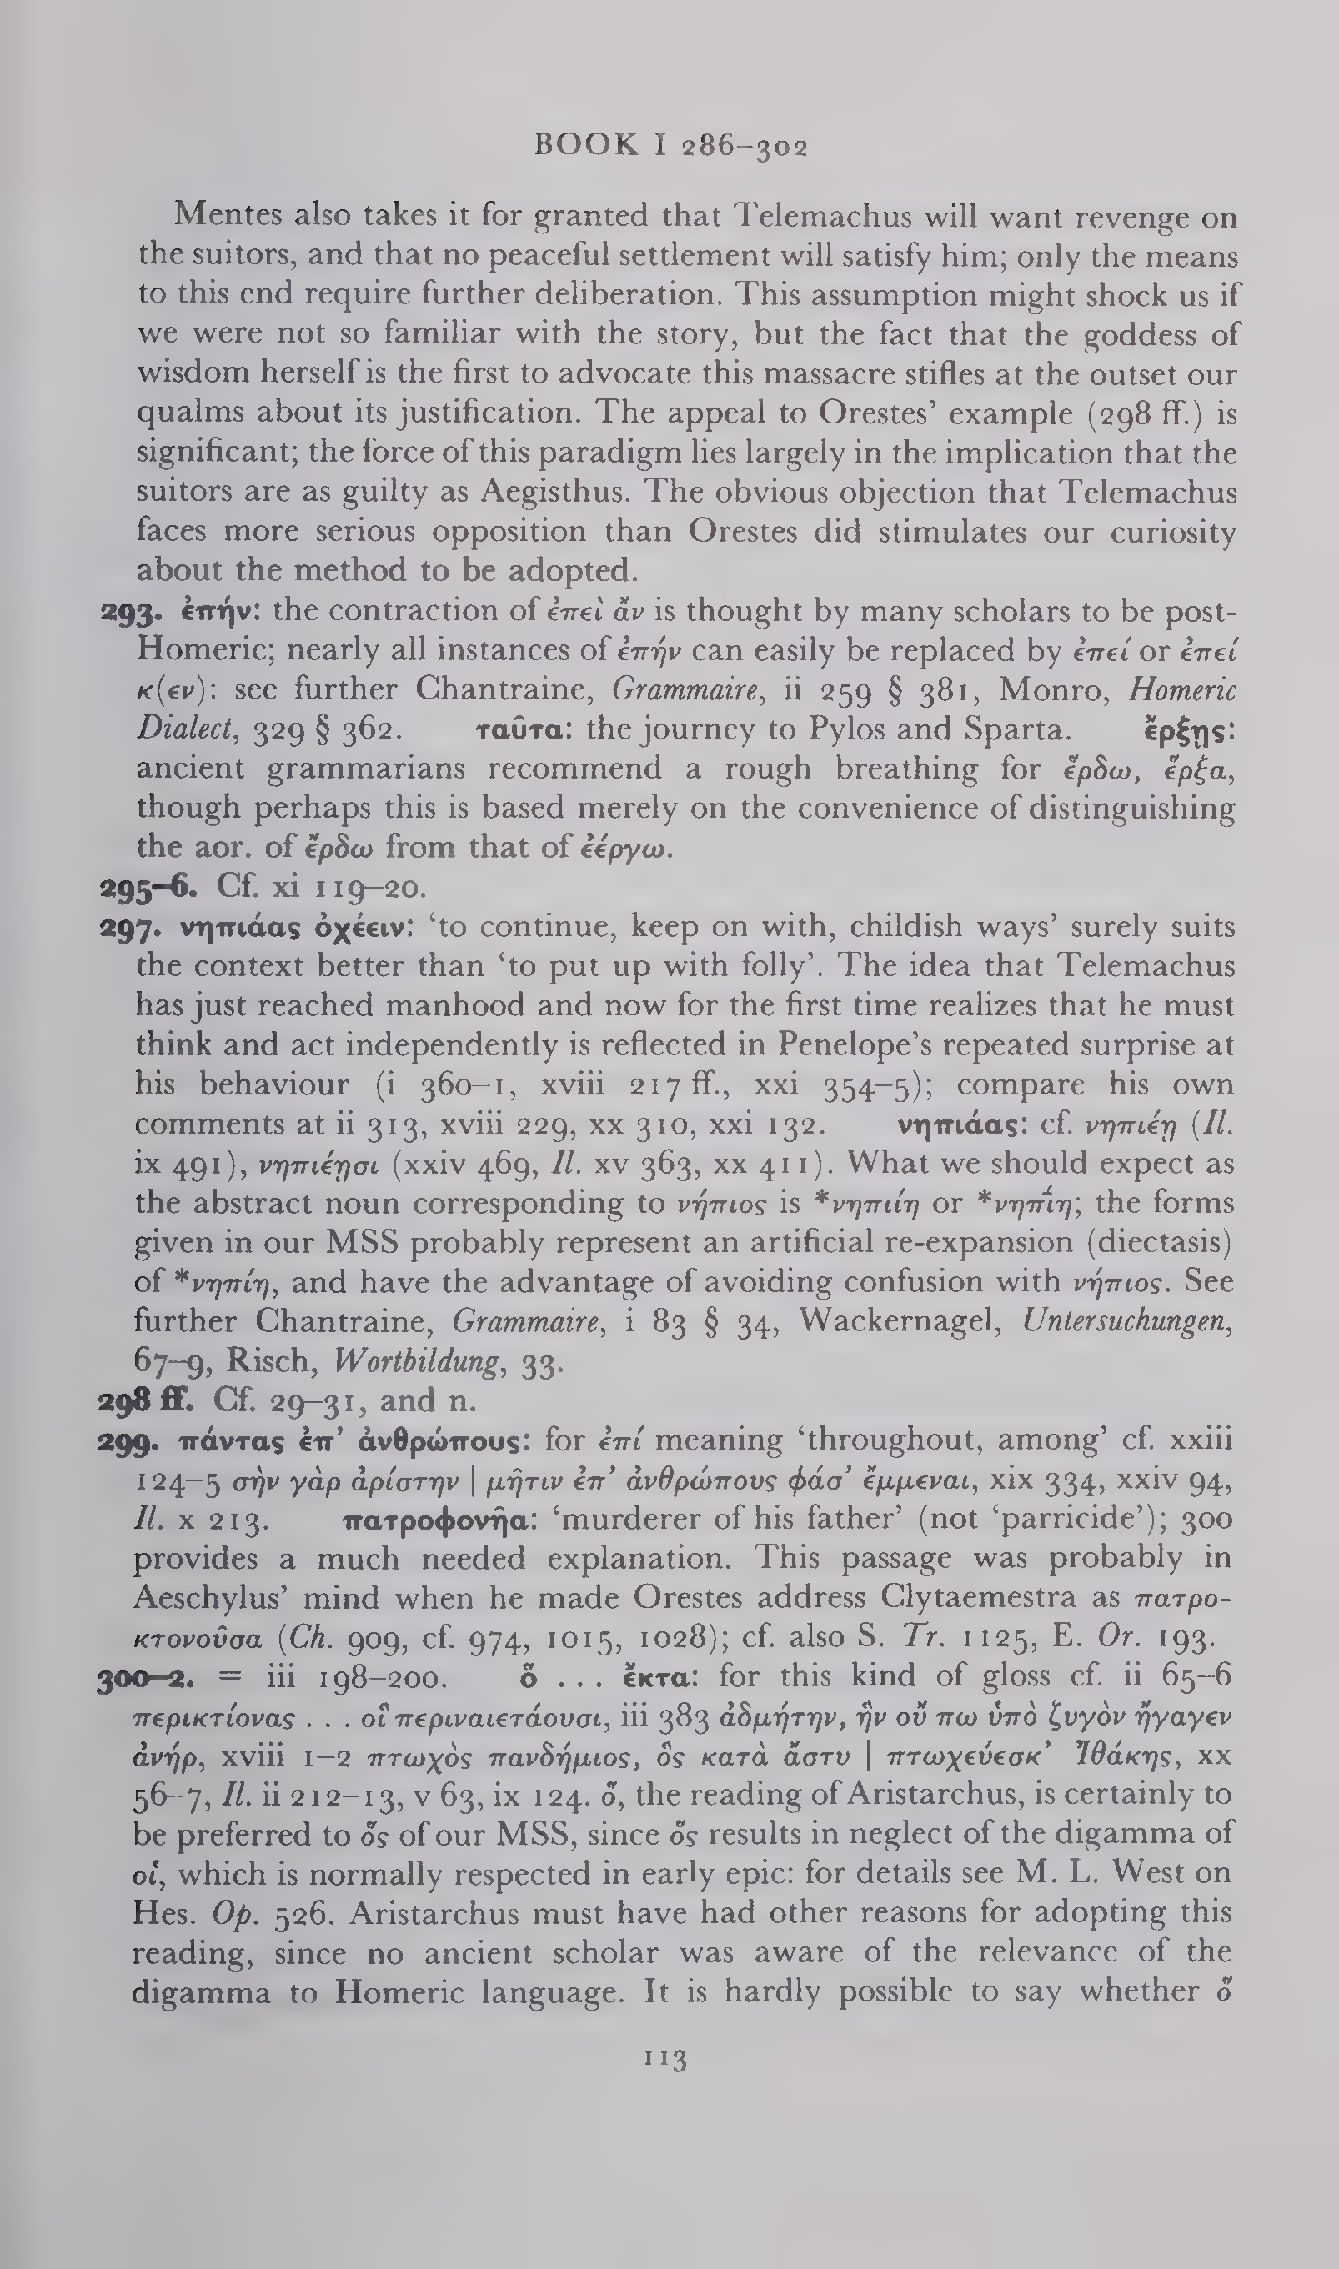 BOOK I 286–302
Mentes also takes it for granted that Telemachus will want revenge on
the suitors, and that no peaceful settlement will satisfy him; only the means
to this end require further deliberation. This assumption might shock us if
we were not so familiar with the story, but the fact that the goddess of
wisdom herself is the first to advocate this massacre stifles at the outset our
qualms about its justification. The appeal to Orestes’ example (298 ff.) is
significant; the force of this paradigm lies largely in the implication that the
suitors are as guilty as Aegisthus. The obvious objection that Telemachus
faces more serious opposition than Orestes did stimulates our curiosity
about the method to be adopted.
293. ἐπήν: the contraction of ἐπεὶ ἄν is thought by many scholars to be post-
Homeric; nearly all instances of ἐπήν can easily be replaced by ἐπεί or ἐπεί
κ(εν): see further Chantraine, Grammaire, ii 259 § 381, Monro, Homeric
Dialect, 329 § 362. ταῦτα: the journey to Pylos and Sparta. ἔρξῃς:
ancient grammarians recommend a rough breathing for ἕρδω, ἕρξα,
though perhaps this is based merely on the convenience of distinguishing
the aor. of ἔρδω from that of ἐέργω.
295–6. Cf. xi 119–20.
297. νηπιάας ὀχέειν: ‘to continue, keep on with, childish ways’ surely suits
the context better than ‘to put up with folly’. The idea that Telemachus
has just reached manhood and now for the first time realizes that he must
think and act independently is reflected in Penelope’s repeated surprise at
his behaviour (i 360–1, xviii 217 ff., xxi 354–5); compare his own
comments at ii 313, xviii 229, xx 310, xxi 132. νηπιάας: cf. νηπιέῃ (Il.
ix 491), νηπιέῃσι (xxiv 469, Il. xv 363, xx 411). What we should expect as
the abstract noun corresponding to νήπιος is *νηπιίη or *νηπῑ́η; the forms
given in our MSS probably represent an artificial re-expansion (diectasis)
of *νηπίη, and have the advantage of avoiding confusion with νήπιος. See
further Chantraine, Grammaire, i 83 § 34, Wackernagel, Untersuchungen,
67–9, Risch, Wortbildung, 33.
298 ff. Cf. 29–31, and n.
299. πάντας ἐπ’ ἀνθρώπους: for ἐπί meaning ‘throughout, among’ cf. xxiii
124–5 σὴν γὰρ ἀρίστην | μῆτιν ἐπ’ ἀνθρώπους φάσ’ ἔμμεναι, xix 334, xxiv 94,
Il. x 213. πατροφονῆα: ‘murderer of his father’ (not ‘parricide’); 300
provides a much needed explanation. This passage was probably in
Aeschylus’ mind when he made Orestes address Clytaemestra as πατρο-
κτονοῦσα (Ch. 909, cf. 974, 1015, 1028); cf. also S. Tr. 1125, E. Or. 193.
300–2. = iii 198–200. ὅ . . . ἔκτα: for this kind of gloss cf. ii 65–6
περικτίονας . . . οἳ περιναιετάουσι, iii 383 ἀδμήτην, ἣν οὔ πω ὑπὸ ζυγὸν ἤγαγεν
ἀνήρ, xviii 1–2 πτωχὸς πανδήμιος, ὃς κατὰ ἄστυ | πτωχεύεσκ’ Ἰθάκης, xx
56–7, Il. ii 212–13, v 63, ix 124. ὅ, the reading of Aristarchus, is certainly to
be preferred to ὅς of our MSS, since ὅς results in neglect of the digamma of
οἱ, which is normally respected in early epic: for details see M. L. West on
Hes. Op. 526. Aristarchus must have had other reasons for adopting this
reading, since no ancient scholar was aware of the relevance of the
digamma to Homeric language. It is hardly possible to say whether ὅ
113